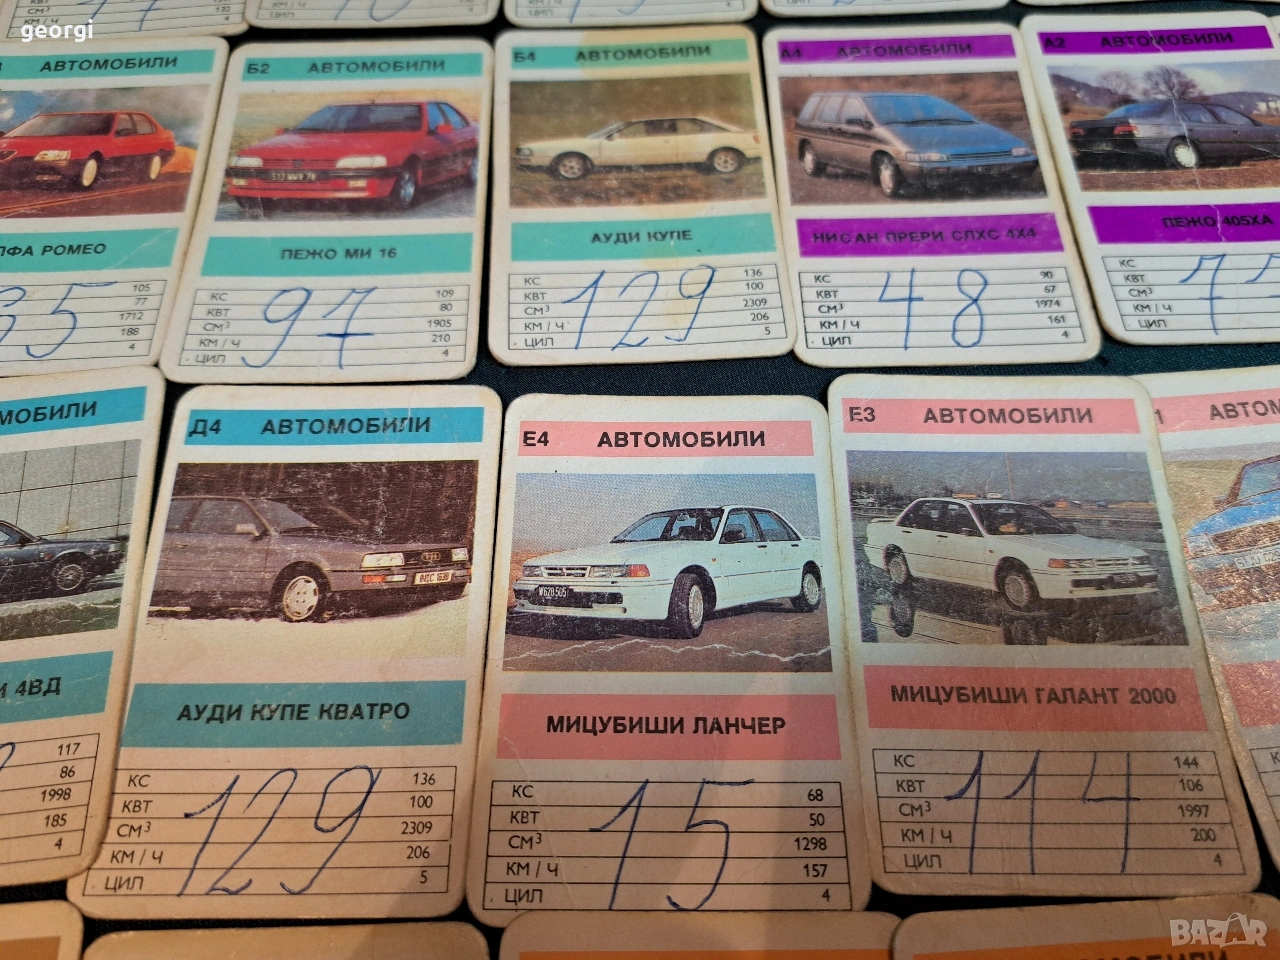 georgi
132
КМ / Ч
4
СМ³
АВТОМОБИЛИ
ЛФА РОМЕО
105
77
1712
188
4
Б2 АВТОМОБИЛИ
ПЕЖО МИ 16
КС 109
КВТ 80
СМ³ 1905
КМ / Ч 210
ЦИЛ 4
97
Б4 АВТОМОБИЛИ
АУДИ КУПЕ
КС 136
КВТ 100
СМ³ 2309
КМ / Ч 206
ЦИЛ 5
129
А4 АВТОМОБИЛИ
НИСАН ПРЕРИ СЛХС 4Х4
КС 90
КВТ 67
СМ³ 1974
КМ / Ч 161
ЦИЛ 4
48
А2 АВТОМОБИЛИ
ПЕЖО 405ХА
КС
КВТ
СМ³
КМ / Ч
ЦИЛ
МОБИЛИ
И 4ВД
117
86
1998
185
4
Д4 АВТОМОБИЛИ
АУДИ КУПЕ КВАТРО
КС 136
КВТ 100
СМ³ 2309
КМ / Ч 206
ЦИЛ 5
129
Е4 АВТОМОБИЛИ
МИЦУБИШИ ЛАНЧЕР
КС 68
КВТ 50
СМ³ 1298
КМ / Ч 157
ЦИЛ 4
15
Е3 АВТОМОБИЛИ
МИЦУБИШИ ГАЛАНТ 2000
КС 144
КВТ 106
СМ³ 1997
КМ / Ч 200
ЦИЛ 4
114
1 АВТОМ
BAZAR